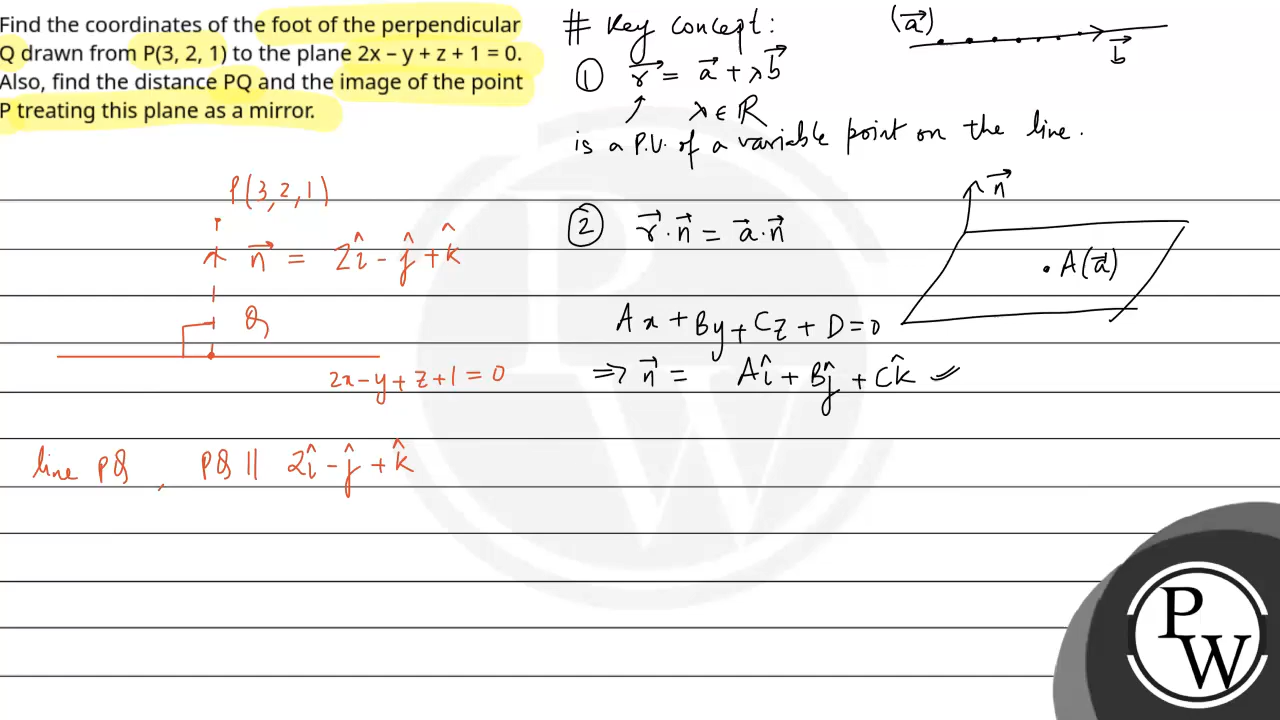 Find the coordinates of the foot of the perpendicular
Q drawn from P(3, 2, 1) to the plane 2x – y + z + 1 = 0.
Also, find the distance PQ and the image of the point
P treating this plane as a mirror.
# Key concept:
(a⃗)
b⃗
① r⃗ = a⃗ + λb⃗
λ ∈ R
is a P.V. of a variable point on the line.
P(3, 2, 1)
n⃗ = 2î - ĵ + k̂
Q
2x - y + z + 1 = 0
② r⃗ · n⃗ = a⃗ · n⃗
n⃗
A(a⃗)
Ax + By + Cz + D = 0
⇒ n⃗ = Aî + Bĵ + Ck̂
line PQ , PQ || 2î - ĵ + k̂
P
W